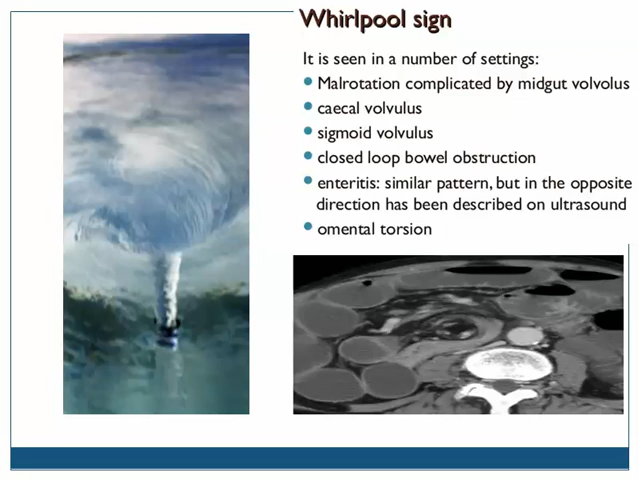 Whirlpool sign
It is seen in a number of settings:
Malrotation complicated by midgut volvolus
caecal volvulus
sigmoid volvulus
closed loop bowel obstruction
enteritis: similar pattern, but in the opposite
direction has been described on ultrasound
omental torsion